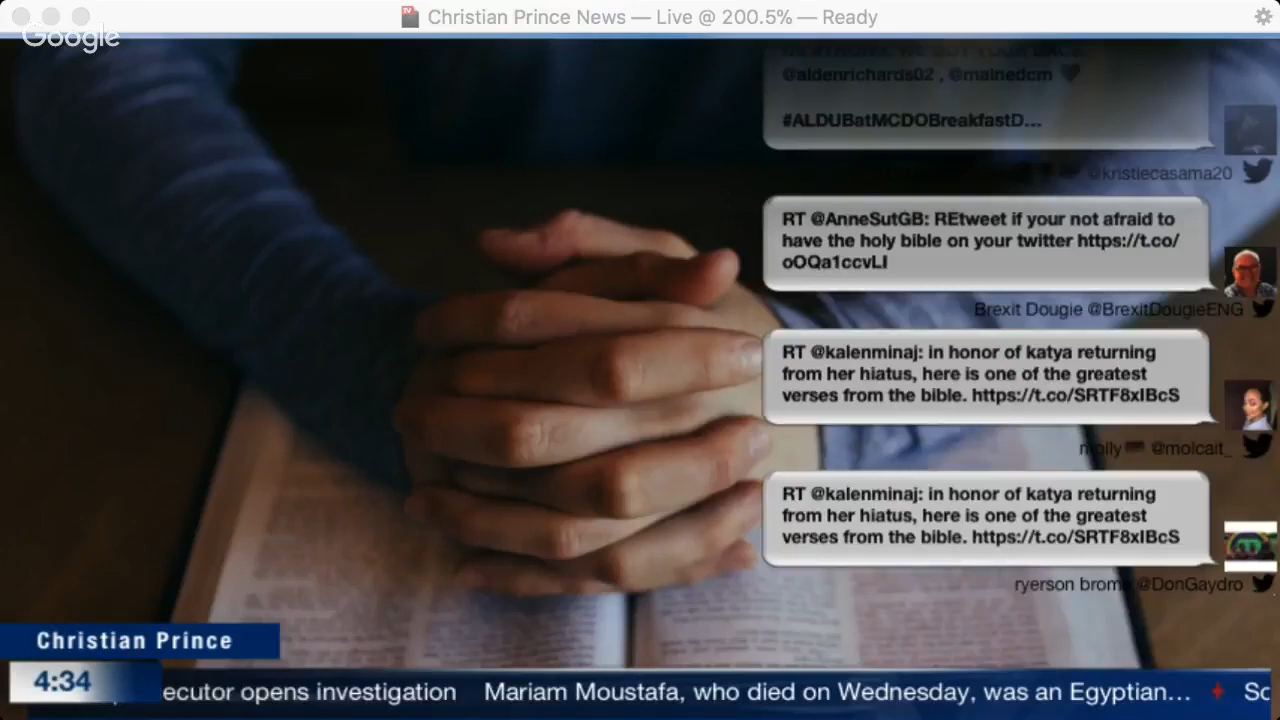 Christian Prince News — Live @ 200.5% — Ready
Google
@aldenrichards02 , @mainedcm
#ALDUBatMCDOBreakfastD...
@kristiecasama20
RT @AnneSutGB: REtweet if your not afraid to
have the holy bible on your twitter https://t.co/
oOQa1ccvLI
Brexit Dougie @BrexitDougieENG
RT @kalenminaj: in honor of katya returning
from her hiatus, here is one of the greatest
verses from the bible. https://t.co/SRTF8xIBcS
molly @molcait_
RT @kalenminaj: in honor of katya returning
from her hiatus, here is one of the greatest
verses from the bible. https://t.co/SRTF8xIBcS
ryerson brom @DonGaydro
Christian Prince
4:34
ecutor opens investigation Mariam Moustafa, who died on Wednesday, was an Egyptian... Sc